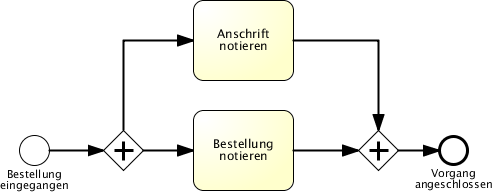 Anschrift
notieren
Bestellung
notieren
Bestellung
eingegangen
Vorgang
angeschlossen